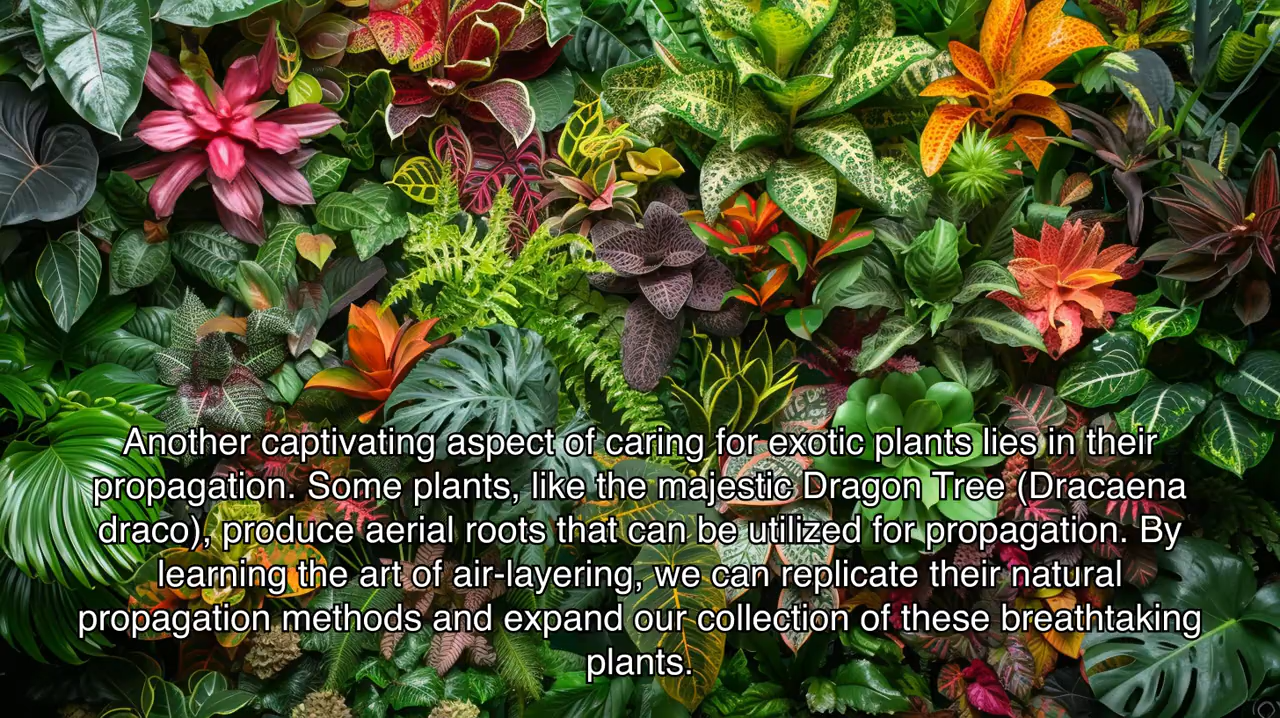 Another captivating aspect of caring for exotic plants lies in their
propagation. Some plants, like the majestic Dragon Tree (Dracaena
draco), produce aerial roots that can be utilized for propagation. By
learning the art of air-layering, we can replicate their natural
propagation methods and expand our collection of these breathtaking
plants.